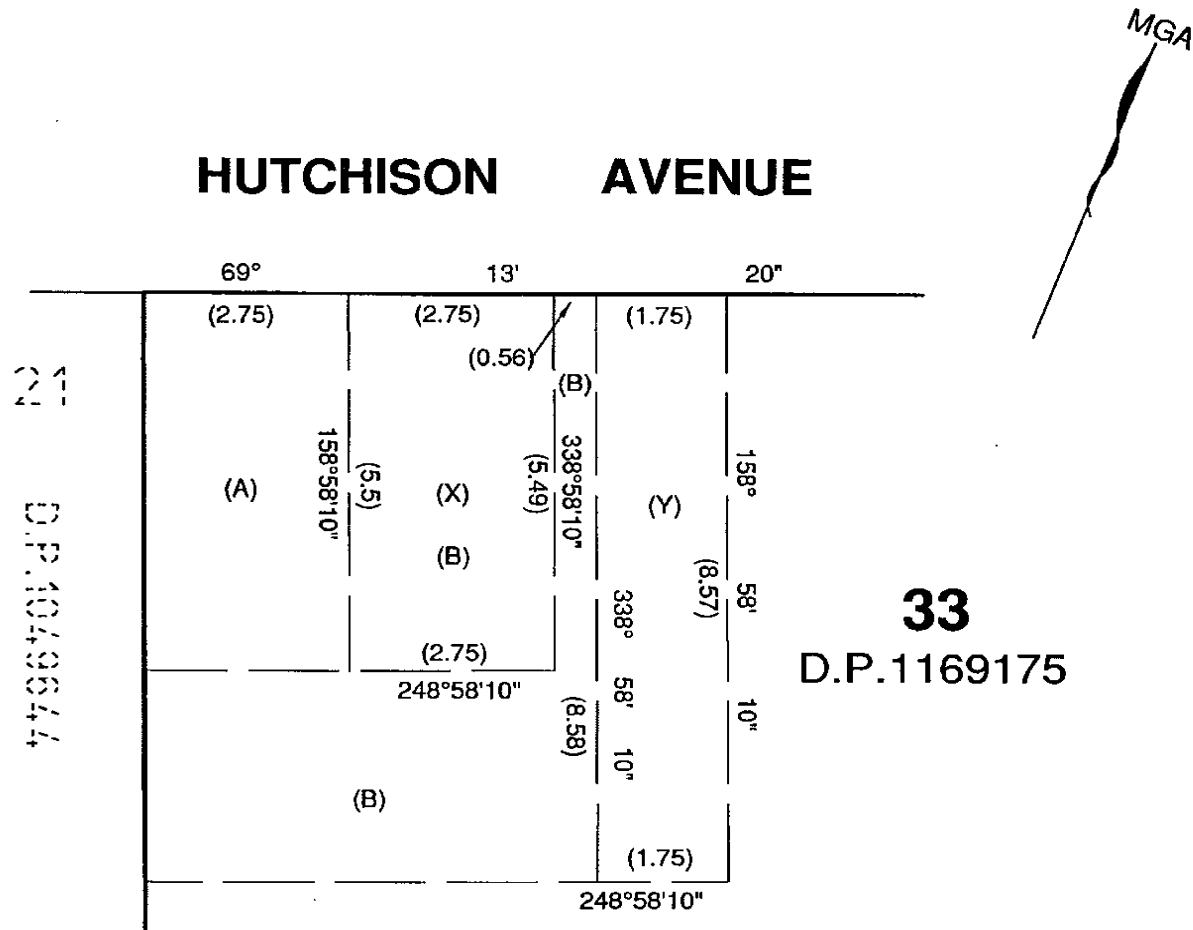 MGA
HUTCHISON AVENUE
69° 13' 20"
(2.75) (2.75) (1.75)
(0.56)
(B)
21
D.P.1049644
158°58'10"
(5.5)
(5.49)
338°58'10"
158° 58' 10"
(8.57)
(A)
(X)
(B)
(Y)
338° 58' 10"
(8.58)
33
D.P.1169175
(2.75)
248°58'10"
(B)
(1.75)
248°58'10"